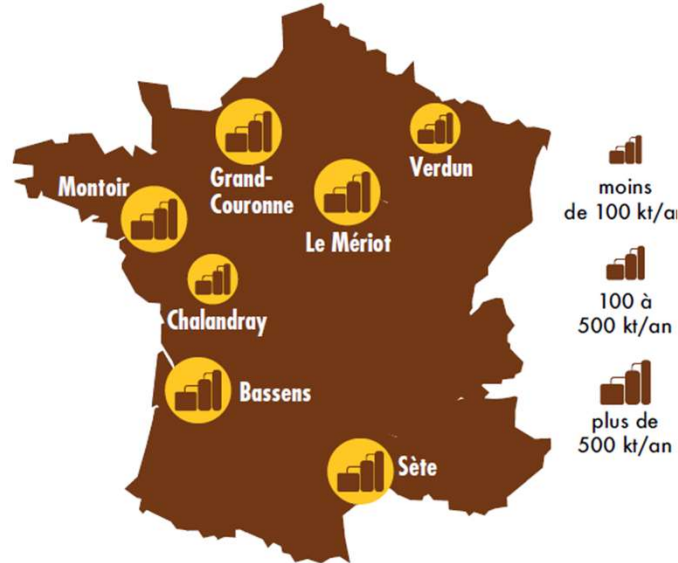 Verdun
Grand-
Couronne
Montoir
Le Mériot
Chalandray
Bassens
Sète
moins
de 100 kt/an
100 à
500 kt/an
plus de
500 kt/an